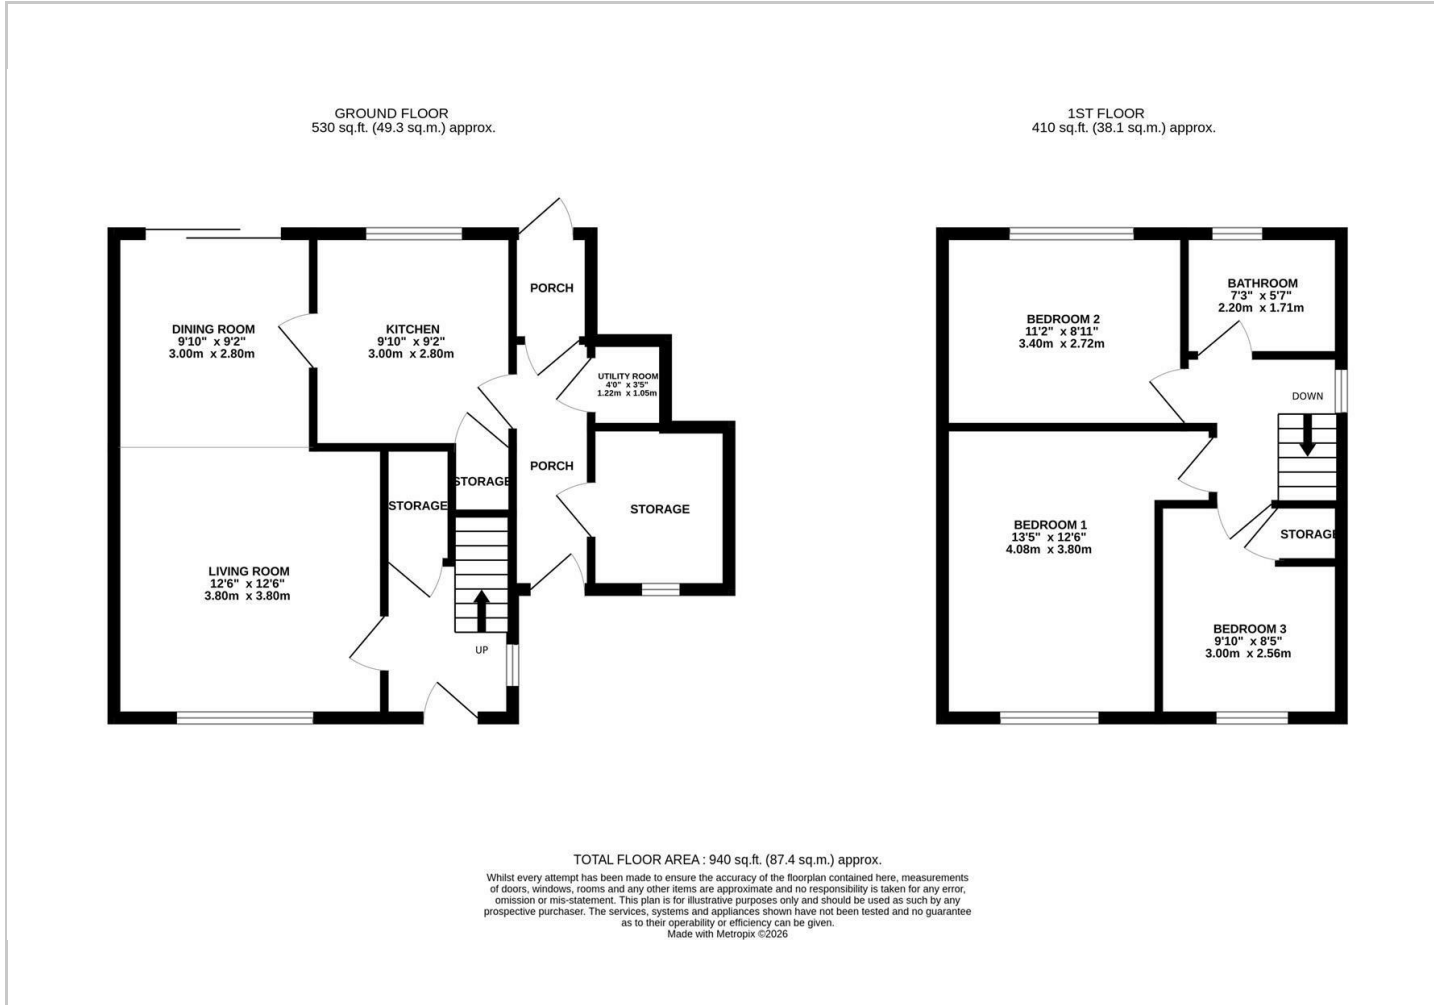 GROUND FLOOR
530 sq.ft. (49.3 sq.m.) approx.
1ST FLOOR
410 sq.ft. (38.1 sq.m.) approx.
PORCH
DINING ROOM
9'10" x 9'2"
3.00m x 2.80m
KITCHEN
9'10" x 9'2"
3.00m x 2.80m
UTILITY ROOM
4'0" x 3'5"
1.22m x 1.05m
PORCH
STORAGE
STORAGE
STORAGE
LIVING ROOM
12'6" x 12'6"
3.80m x 3.80m
UP
BATHROOM
7'3" x 5'7"
2.20m x 1.71m
BEDROOM 2
11'2" x 8'11"
3.40m x 2.72m
DOWN
BEDROOM 1
13'5" x 12'6"
4.08m x 3.80m
STORAGE
BEDROOM 3
9'10" x 8'5"
3.00m x 2.56m
TOTAL FLOOR AREA : 940 sq.ft. (87.4 sq.m.) approx.
Whilst every attempt has been made to ensure the accuracy of the floorplan contained here, measurements
of doors, windows, rooms and any other items are approximate and no responsibility is taken for any error,
omission or mis-statement. This plan is for illustrative purposes only and should be used as such by any
prospective purchaser. The services, systems and appliances shown have not been tested and no guarantee
as to their operability or efficiency can be given.
Made with Metropix ©2026